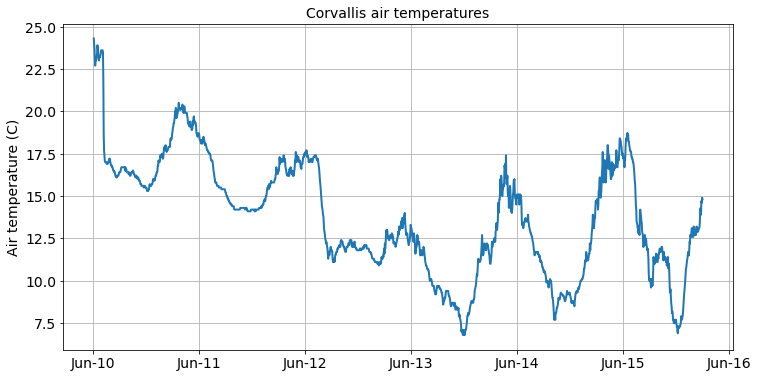 Corvallis air temperatures
Air temperature (C)
25.0
22.5
20.0
17.5
15.0
12.5
10.0
7.5
Jun-10 Jun-11 Jun-12 Jun-13 Jun-14 Jun-15 Jun-16